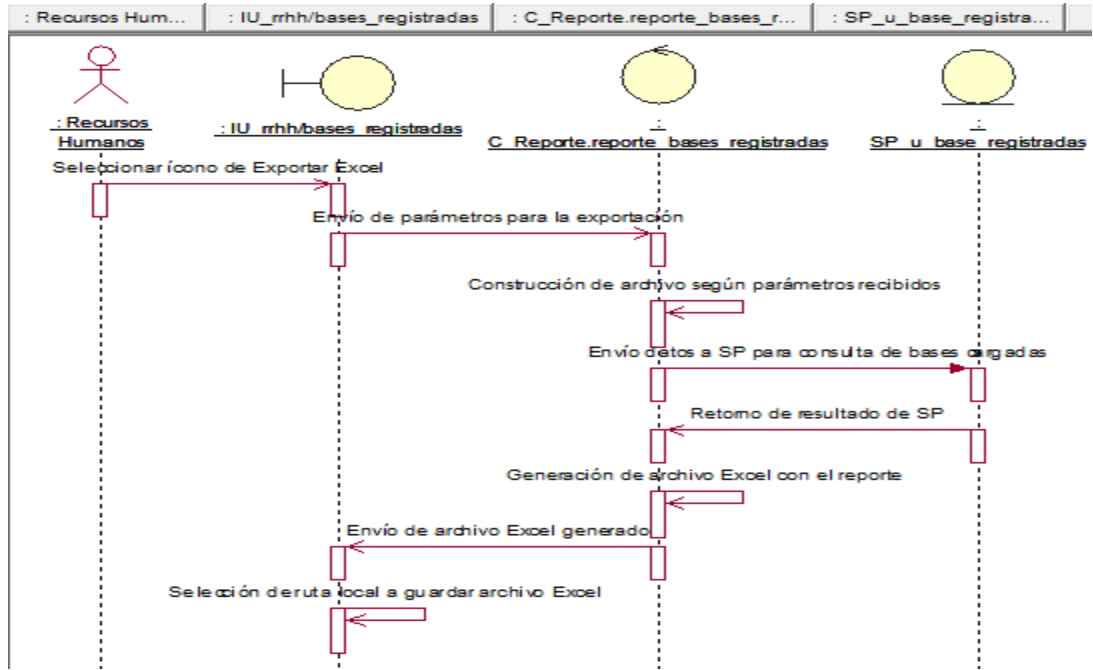 : Recursos Hum...
: IU_rrhh/bases_registradas
: C_Reporte.reporte_bases_r...
: SP_u_base_registra...
: Recursos
Humanos
: IU_rrhh/bases_registradas
:
C_Reporte.reporte_bases_registradas
:
SP_u_base_registradas
Seleccionar ícono de Exportar Excel
Envío de parámetros para la exportación
Construcción de archivo según parámetros recibidos
Envío datos a SP para consulta de bases cargadas
Retorno de resultado de SP
Generación de archivo Excel con el reporte
Envío de archivo Excel generado
Selección de ruta local a guardar archivo Excel